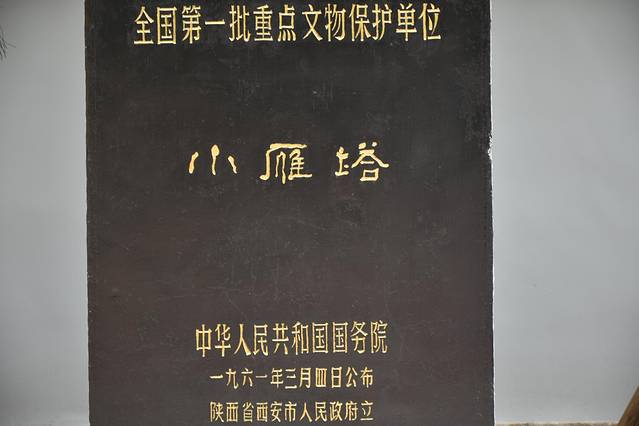 全国第一批重点文物保护单位
小雁塔
中华人民共和国国务院
一九六一年三月四日公布
陕西省西安市人民政府立